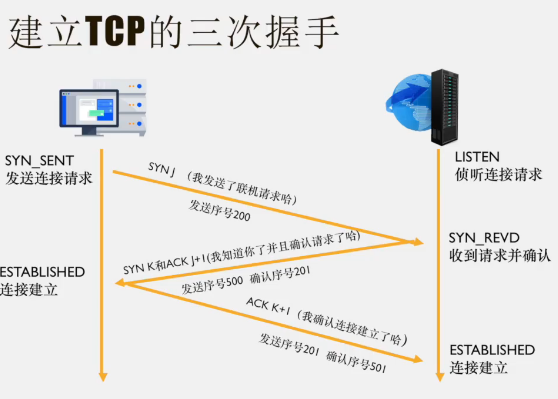 建立TCP的三次握手
SYN_SENT
发送连接请求
LISTEN
侦听连接请求
SYN J （我发送了联机请求哈）
发送序号200
SYN_REVD
收到请求并确认
SYN K和ACK J+1(我知道你了并且确认请求了哈)
发送序号500 确认序号201
ESTABLISHED
连接建立
ACK K+1（我确认连接建立了哈）
发送序号201 确认序号501
ESTABLISHED
连接建立